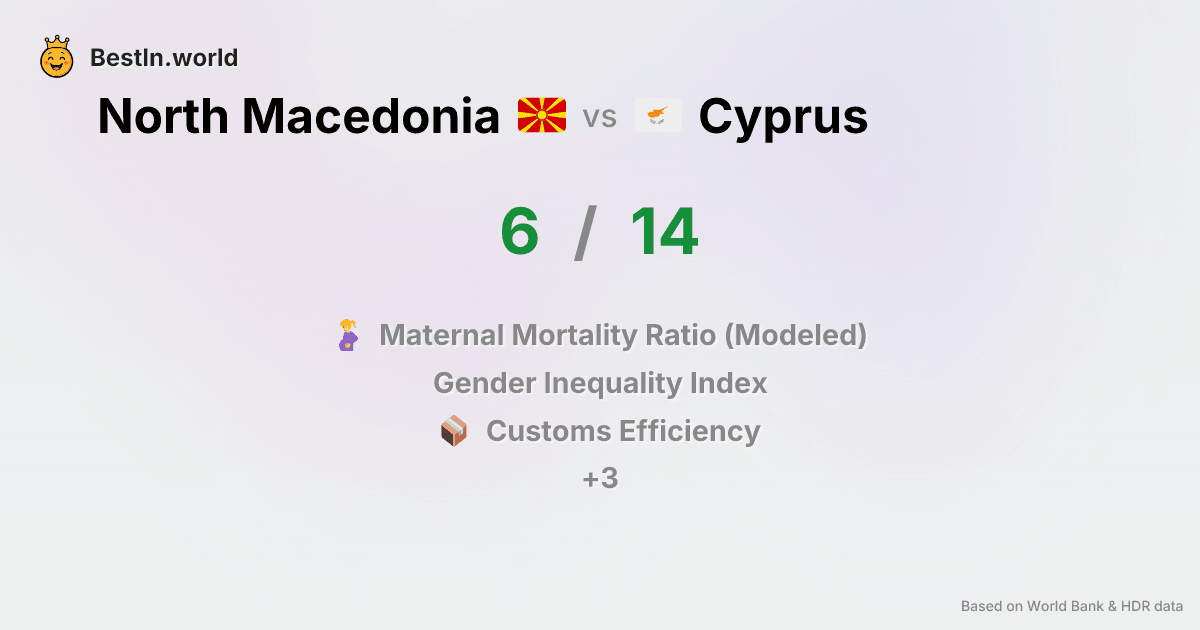 BestIn.world
North Macedonia vs Cyprus
6 / 14
Maternal Mortality Ratio (Modeled)
Gender Inequality Index
Customs Efficiency
+3
Based on World Bank & HDR data